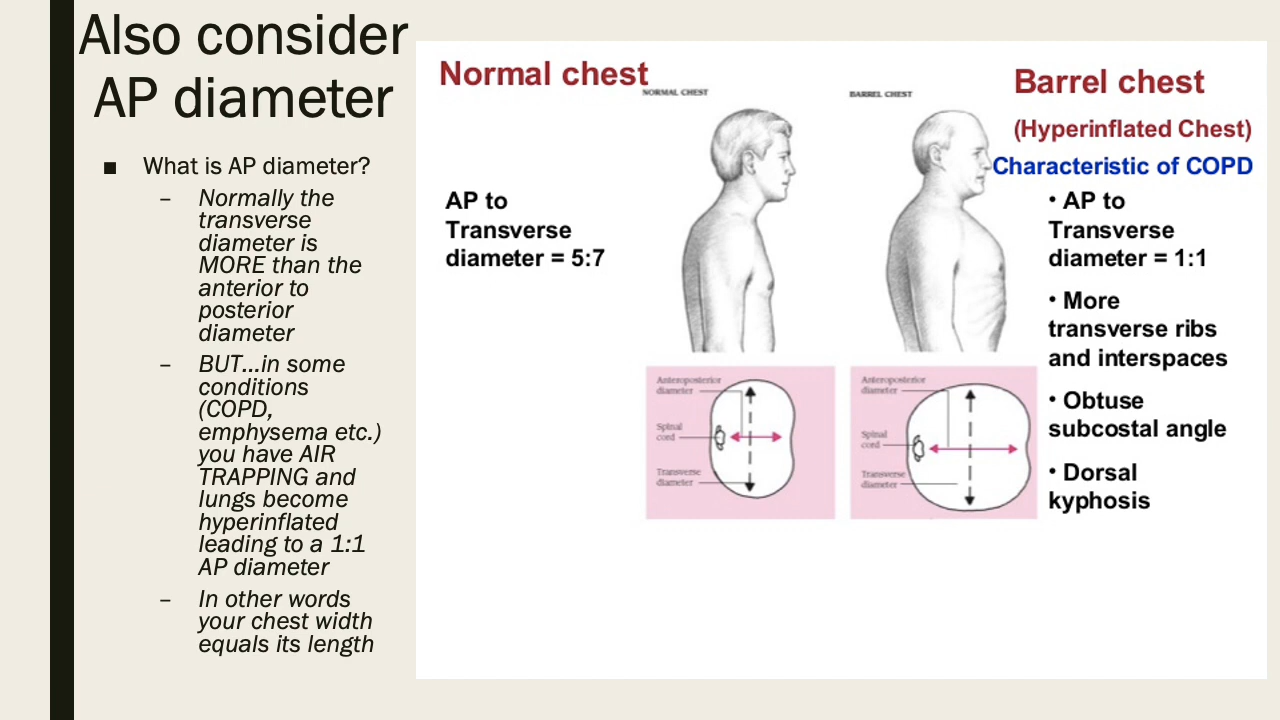 Also consider
AP diameter
■ What is AP diameter?
– Normally the
transverse
diameter is
MORE than the
anterior to
posterior
diameter
– BUT...in some
conditions
(COPD,
emphysema etc.)
you have AIR
TRAPPING and
lungs become
hyperinflated
leading to a 1:1
AP diameter
– In other words
your chest width
equals its length
Normal chest
NORMAL CHEST
AP to
Transverse
diameter = 5:7
Anteroposterior
diameter
Spinal
cord
Transverse
diameter
BARREL CHEST
Anteroposterior
diameter
Spinal
cord
Transverse
diameter
Barrel chest
(Hyperinflated Chest)
Characteristic of COPD
• AP to
Transverse
diameter = 1:1
• More
transverse ribs
and interspaces
• Obtuse
subcostal angle
• Dorsal
kyphosis